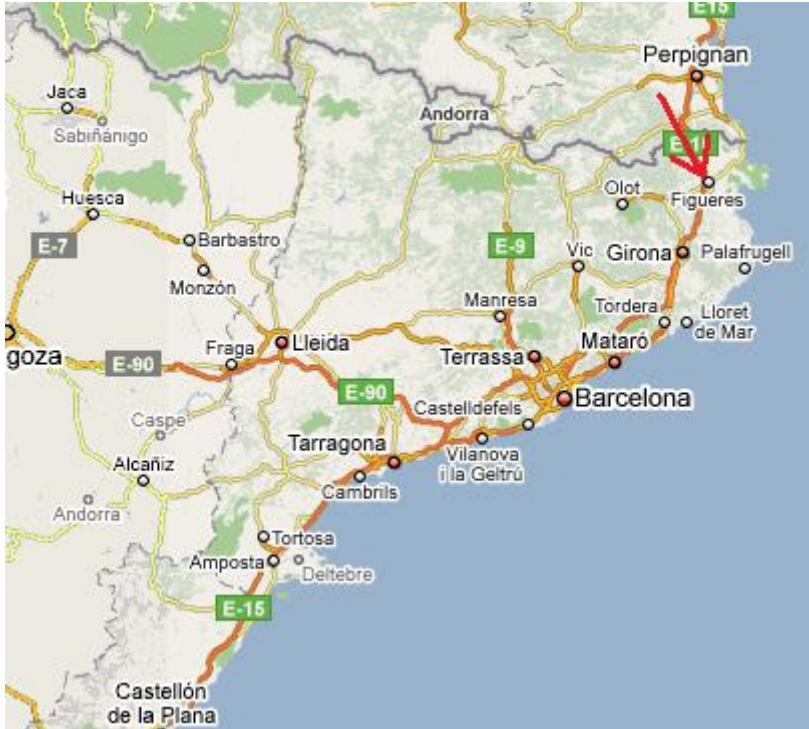 E15
Perpignan
Jaca
Andorra
Sabiñánigo
Olot
Figueres
Huesca
Barbastro
E-7
E-9
Vic
Girona
Palafrugell
Monzón
Manresa
Tordera
Lloret
de Mar
goza
Fraga
Lleida
Terrassa
Mataró
E-90
E-90
Barcelona
Castelldefels
Caspe
Tarragona
Vilanova
i la Geltrú
Alcañiz
Cambrils
Andorra
Tortosa
Amposta
Deltebre
E-15
Castellón
de la Plana